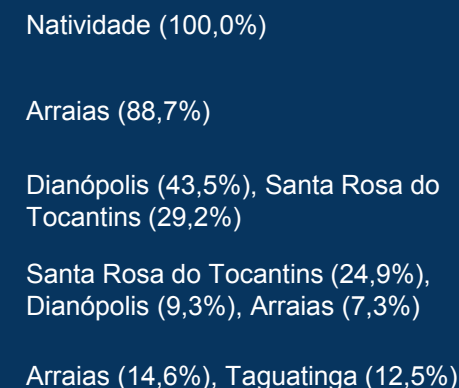 Natividade (100,0%)
Arraias (88,7%)
Dianópolis (43,5%), Santa Rosa do
Tocantins (29,2%)
Santa Rosa do Tocantins (24,9%),
Dianópolis (9,3%), Arraias (7,3%)
Arraias (14,6%), Taguatinga (12,5%)